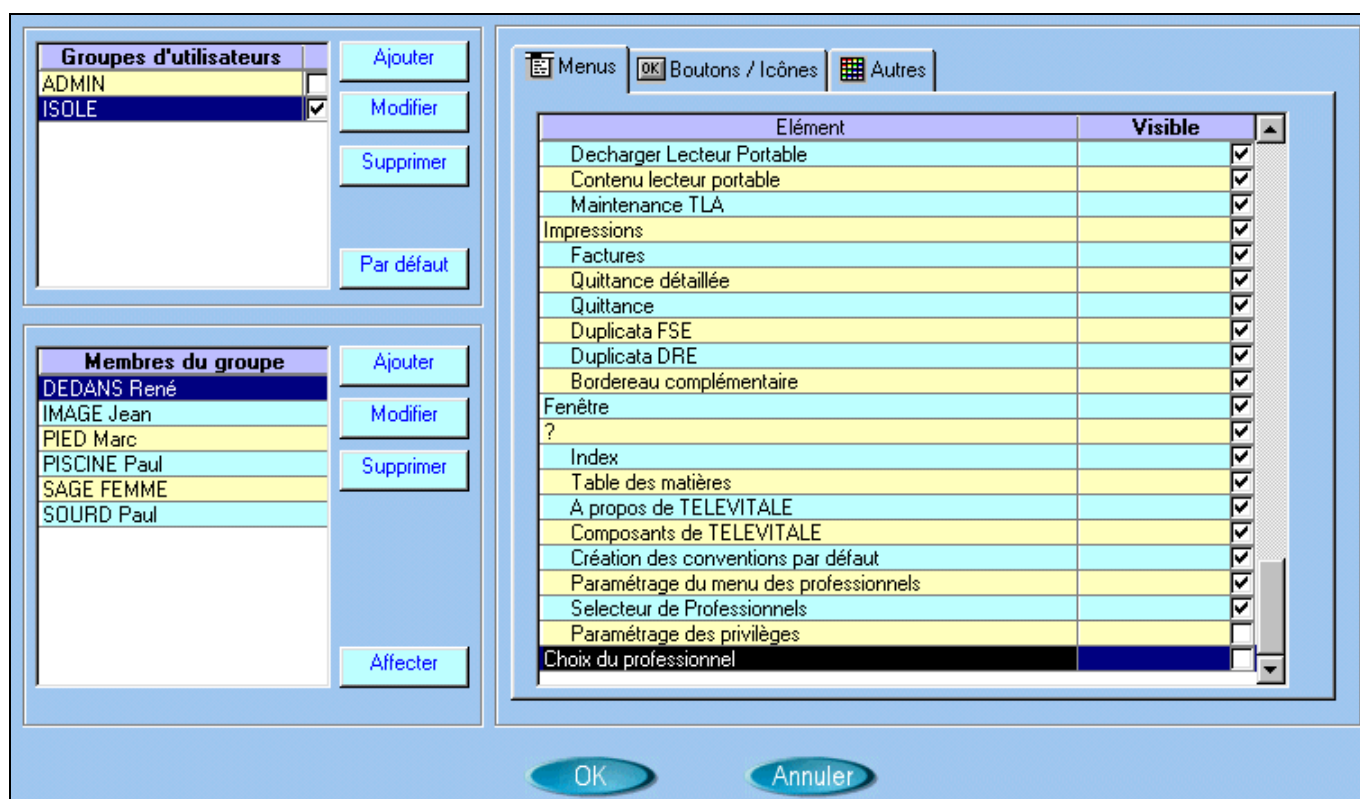 Groupes d'utilisateurs
ADMIN
ISOLE
Ajouter
Modifier
Supprimer
Par défaut
Membres du groupe
DEDANS René
IMAGE Jean
PIED Marc
PISCINE Paul
SAGE FEMME
SOURD Paul
Ajouter
Modifier
Supprimer
Affecter
Menus OK Boutons / Icônes Autres
Elément Visible
Decharger Lecteur Portable
Contenu lecteur portable
Maintenance TLA
Impressions
Factures
Quittance détaillée
Quittance
Duplicata FSE
Duplicata DRE
Bordereau complémentaire
Fenêtre
?
Index
Table des matières
A propos de TELEVITALE
Composants de TELEVITALE
Création des conventions par défaut
Paramétrage du menu des professionnels
Selecteur de Professionnels
Paramétrage des privilèges
Choix du professionnel
OK Annuler